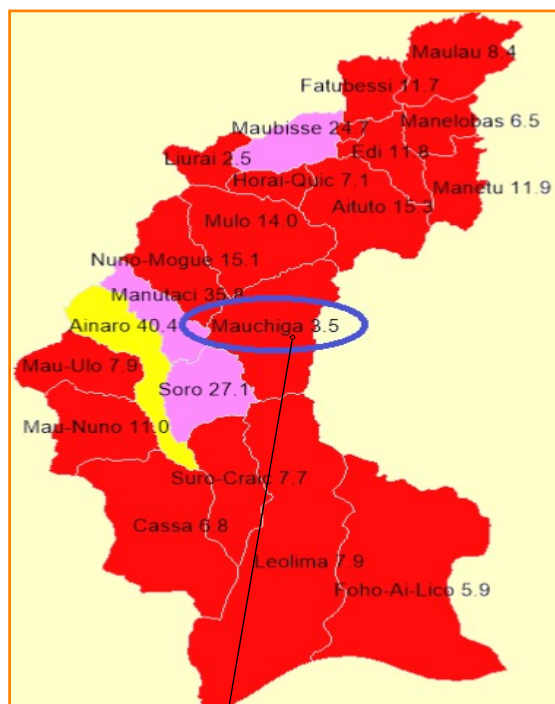 Maulau 8.4
Fatubessi 11.7
Maubisse 24.7
Manelobas 6.5
Edi 11.8
Liurai 2.5
Horai-Quic 7.1
Manetu 11.9
Aituto 15.3
Mulo 14.0
Nuno-Mogue 15.1
Manutaci 35.8
Ainaro 40.4
Mauchiga 3.5
Mau-Ulo 7.9
Soro 27.1
Mau-Nuno 11.0
Suro-Craic 7.7
Cassa 6.8
Leolima 7.9
Foho-Ai-Lico 5.9